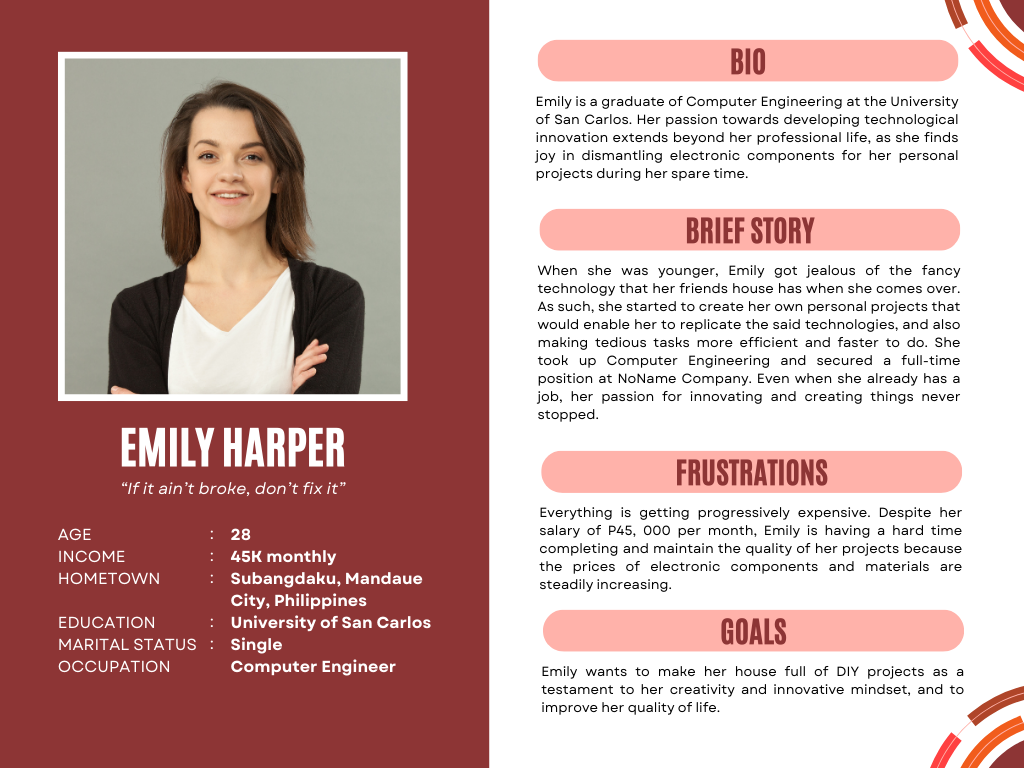 EMILY HARPER
“If it ain’t broke, don’t fix it”
AGE : 28
INCOME : 45K monthly
HOMETOWN : Subangdaku, Mandaue
City, Philippines
EDUCATION : University of San Carlos
MARITAL STATUS : Single
OCCUPATION Computer Engineer
BIO
Emily is a graduate of Computer Engineering at the University
of San Carlos. Her passion towards developing technological
innovation extends beyond her professional life, as she finds
joy in dismantling electronic components for her personal
projects during her spare time.
BRIEF STORY
When she was younger, Emily got jealous of the fancy
technology that her friends house has when she comes over.
As such, she started to create her own personal projects that
would enable her to replicate the said technologies, and also
making tedious tasks more efficient and faster to do. She
took up Computer Engineering and secured a full-time
position at NoName Company. Even when she already has a
job, her passion for innovating and creating things never
stopped.
FRUSTRATIONS
Everything is getting progressively expensive. Despite her
salary of P45, 000 per month, Emily is having a hard time
completing and maintain the quality of her projects because
the prices of electronic components and materials are
steadily increasing.
GOALS
Emily wants to make her house full of DIY projects as a
testament to her creativity and innovative mindset, and to
improve her quality of life.